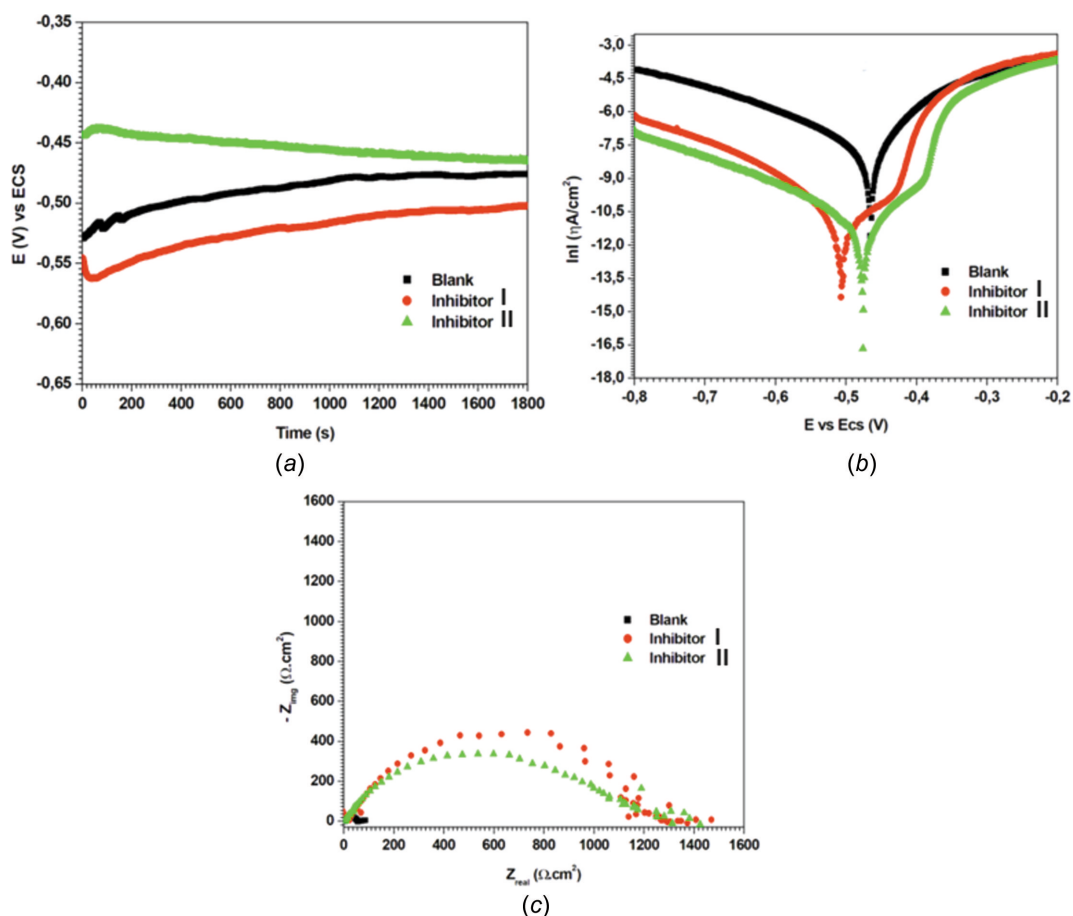 -0,35
-0,40
-0,45
-0,50
-0,55
-0,60
-0,65
E (V) vs ECS
Blank
Inhibitor I
Inhibitor II
0 200 400 600 800 1000 1200 1400 1600 1800
Time (s)
(a)
-3,0
-4,5
-6,0
-7,5
-9,0
-10,5
-12,0
-13,5
-15,0
-16,5
-18,0
lnI (ηA/cm²)
Blank
Inhibitor I
Inhibitor II
-0,8 -0,7 -0,6 -0,5 -0,4 -0,3 -0,2
E vs Ecs (V)
(b)
1600
1400
1200
1000
800
600
400
200
0
- Zimg (Ω.cm²)
Blank
Inhibitor I
Inhibitor II
0 200 400 600 800 1000 1200 1400 1600
Zreal (Ω.cm²)
(c)